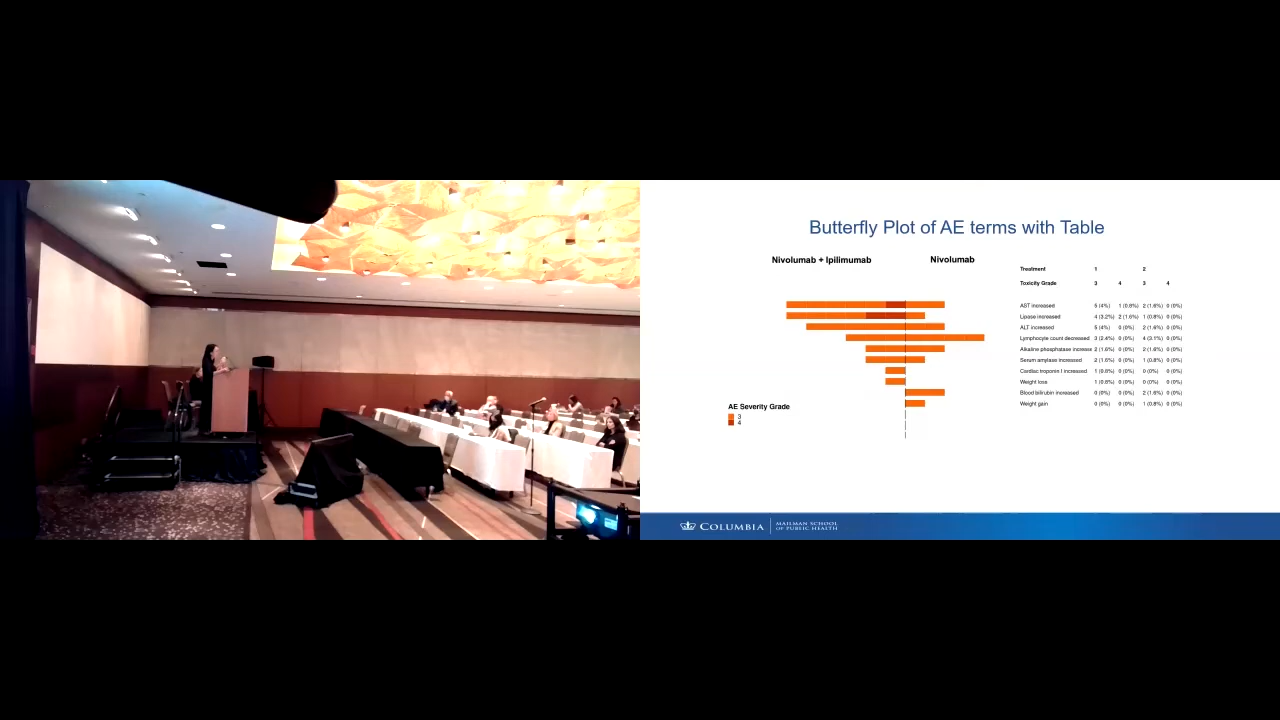 Butterfly Plot of AE terms with Table
Nivolumab + Ipilimumab Nivolumab
Treatment 1 2
Toxicity Grade 3 4 3 4
AST increased 5 (4%) 1 (0.8%) 2 (1.6%) 0 (0%)
Lipase increased 4 (3.2%) 2 (1.6%) 1 (0.8%) 0 (0%)
ALT increased 5 (4%) 0 (0%) 2 (1.6%) 0 (0%)
Lymphocyte count decreased 3 (2.4%) 0 (0%) 4 (3.1%) 0 (0%)
Alkaline phosphatase increase 2 (1.6%) 0 (0%) 2 (1.6%) 0 (0%)
Serum amylase increased 2 (1.6%) 0 (0%) 1 (0.8%) 0 (0%)
Cardiac troponin I increased 1 (0.8%) 0 (0%) 0 (0%) 0 (0%)
Weight loss 1 (0.8%) 0 (0%) 0 (0%) 0 (0%)
Blood bilirubin increased 0 (0%) 0 (0%) 2 (1.6%) 0 (0%)
Weight gain 0 (0%) 0 (0%) 1 (0.8%) 0 (0%)
AE Severity Grade
3
4
COLUMBIA
MAILMAN SCHOOL
OF PUBLIC HEALTH